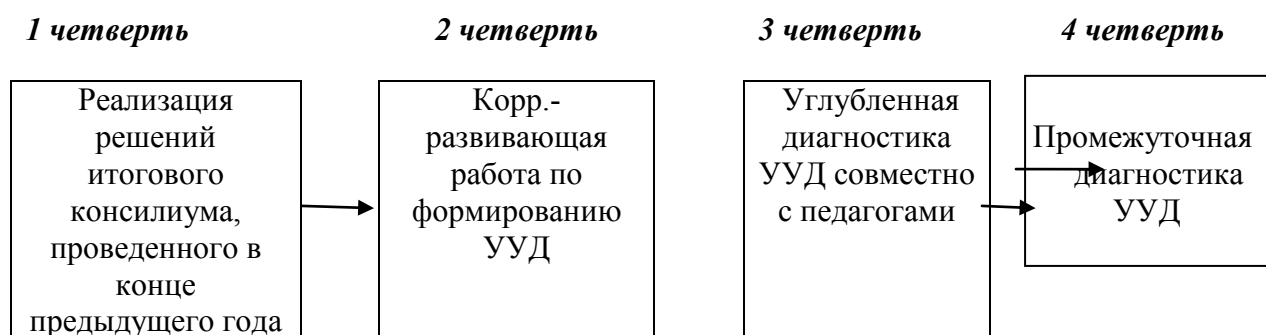 1 четверть 2 четверть 3 четверть 4 четверть
Реализация
решений
итогового
консилиума,
проведенного в
конце
предыдущего года
Корр.-
развивающая
работа по
формированию
УУД
Углубленная
диагностика
УУД совместно
с педагогами
Промежуточная
диагностика
УУД